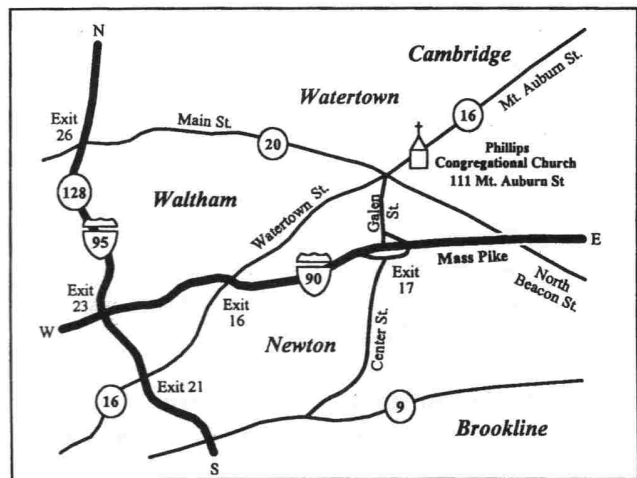 N
Cambridge
Mt. Auburn St.
16
Watertown
Exit
26
Main St.
20
Phillips
Congregational Church
111 Mt. Auburn St
128
Waltham
Watertown St.
Galen
St.
95
E
Mass Pike
90
Exit
17
North
Beacon St.
Exit
23
W
Exit
16
Newton
Center St.
Exit 21
16
9
Brookline
S